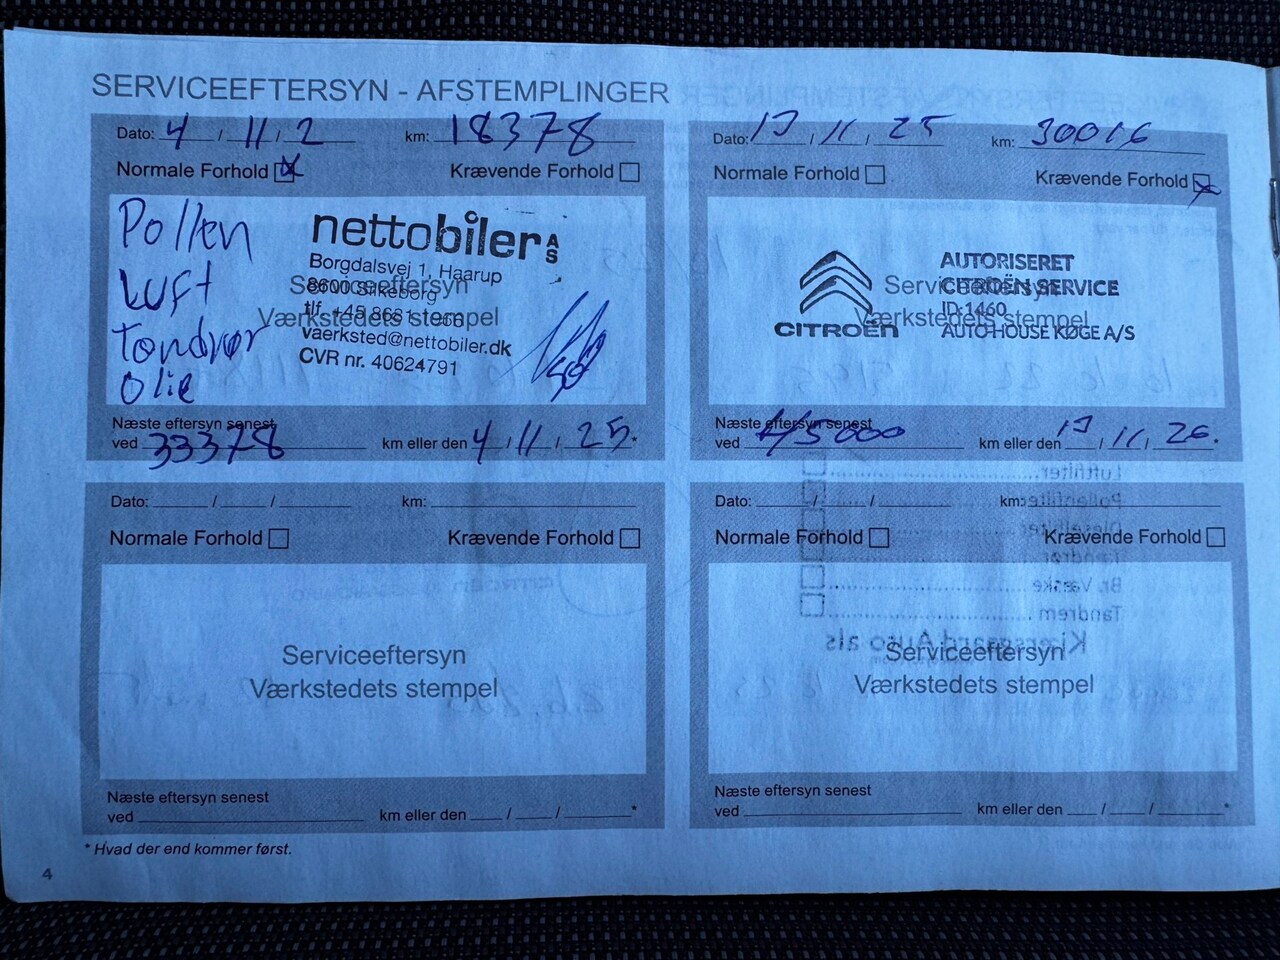 SERVICEEFTERSYN - AFSTEMPLINGER
Dato: 4 / 11 / 2 km: 18378
Normale Forhold Krævende Forhold
Pollen
Luft
Tændrør
Olie
nettobiler A/S
Borgdalsvej 1, Haarup
8600 Silkeborg
tlf. +45 8681
vaerksted@nettobiler.dk
CVR nr. 40624791
Serviceeftersyn
Værkstedets stempel
Næste eftersyn senest
ved 33378 km eller den 4 / 11 / 25.*
Dato: / 11 / 25 km: 30016
Normale Forhold Krævende Forhold
CITROËN
AUTORISERET
CITROËN SERVICE
ID:1460
AUTO-HOUSE KØGE A/S
Serviceeftersyn
Værkstedets stempel
Næste eftersyn senest
ved 45000 km eller den / 11 / 26.
Dato: / / km:
Normale Forhold Krævende Forhold
Serviceeftersyn
Værkstedets stempel
Næste eftersyn senest
ved km eller den / / *
Dato: / / km:
Normale Forhold Krævende Forhold
Serviceeftersyn
Værkstedets stempel
Næste eftersyn senest
ved km eller den / / *
* Hvad der end kommer først.
4